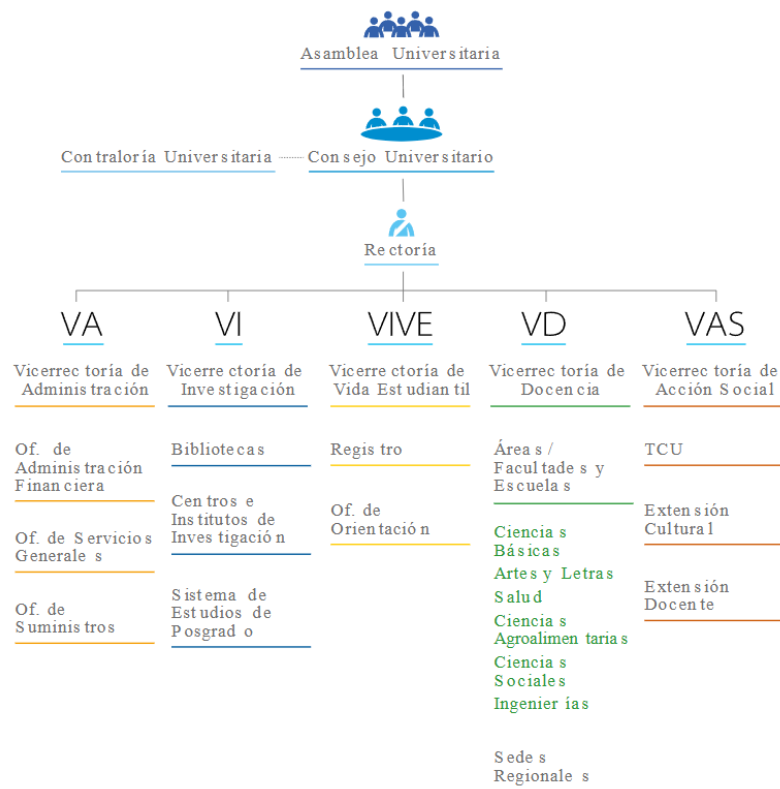 Asamblea Universitaria
Contraloría Universitaria
Consejo Universitario
Rectoría
VA
VI
VIVE
VD
VAS
Vicerrectoría de
Administración
Vicerrectoría de
Investigación
Vicerrectoría de
Vida Estudiantil
Vicerrectoría de
Docencia
Vicerrectoría de
Acción Social
Of. de
Administración
Financiera
Of. de Servicios
Generales
Of. de
Suministros
Bibliotecas
Centros e
Institutos de
Investigación
Sistema de
Estudios de
Posgrado
Registro
Of. de
Orientación
Áreas/
Facultades y
Escuelas
Ciencias
Básicas
Artes y Letras
Salud
Ciencias
Agroalimentarias
Ciencias
Sociales
Ingenierías
Sedes
Regionales
TCU
Extensión
Cultural
Extensión
Docente